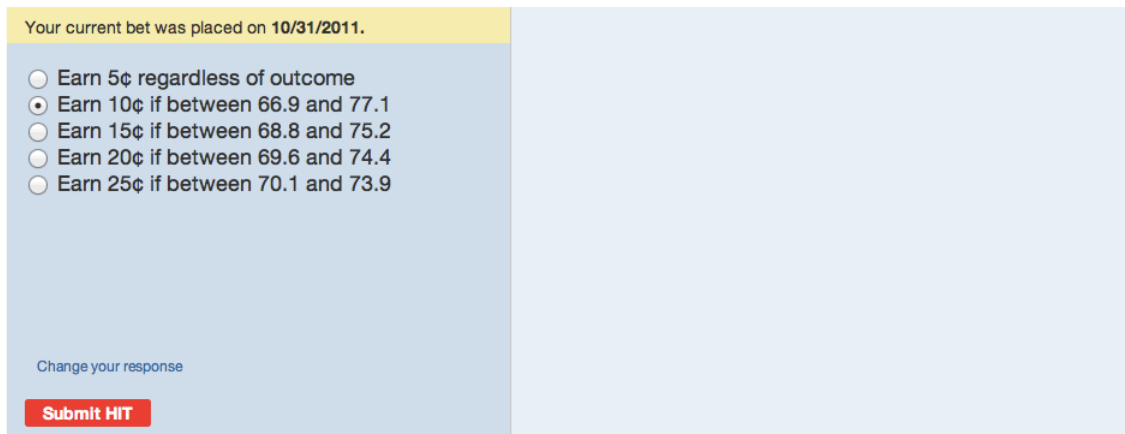 Your current bet was placed on 10/31/2011.
Earn 5¢ regardless of outcome
Earn 10¢ if between 66.9 and 77.1
Earn 15¢ if between 68.8 and 75.2
Earn 20¢ if between 69.6 and 74.4
Earn 25¢ if between 70.1 and 73.9
Change your response
Submit HIT